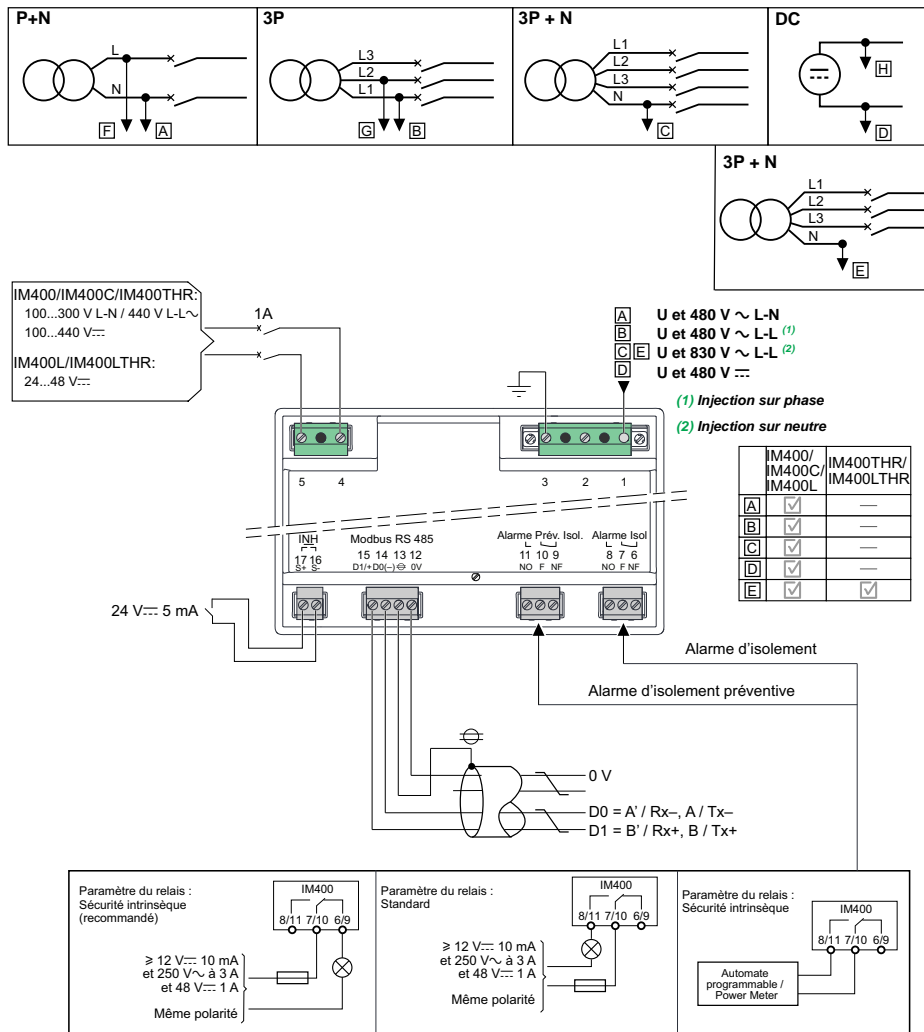 P+N
L
N
F A
3P
L3
L2
L1
G B
3P + N
L1
L2
L3
N
C
DC
H
D
3P + N
L1
L2
L3
N
E
IM400/IM400C/IM400THR:
100...300 V L-N / 440 V L-L∿
100...440 V⎓
IM400L/IM400LTHR:
24...48 V⎓
1A
A U et 480 V ∿ L-N
B U et 480 V ∿ L-L (1)
C E U et 830 V ∿ L-L (2)
D U et 480 V ⎓
(1) Injection sur phase
(2) Injection sur neutre
IM400/
IM400C/
IM400L
IM400THR/
IM400LTHR
A ☑ —
B ☑ —
C ☑ —
D ☑ —
E ☑ ☑
5 4
3 2 1
INH
17 16
S+ S-
Modbus RS 485
15 14 13 12
D1/+ D0(–) 0V
Alarme Prév. Isol.
11 10 9
NO F NF
Alarme Isol
8 7 6
NO F NF
24 V⎓ 5 mA
Alarme d'isolement
Alarme d'isolement préventive
0 V
D0 = A' / Rx–, A / Tx–
D1 = B' / Rx+, B / Tx+
Paramètre du relais :
Sécurité intrinsèque
(recommandé)
IM400
8/11 7/10 6/9
≥ 12 V⎓ 10 mA
et 250 V∿ à 3 A
et 48 V⎓ 1 A
Même polarité
Paramètre du relais :
Standard
IM400
8/11 7/10 6/9
≥ 12 V⎓ 10 mA
et 250 V∿ à 3 A
et 48 V⎓ 1 A
Même polarité
Paramètre du relais :
Sécurité intrinsèque
IM400
8/11 7/10 6/9
Automate
programmable /
Power Meter